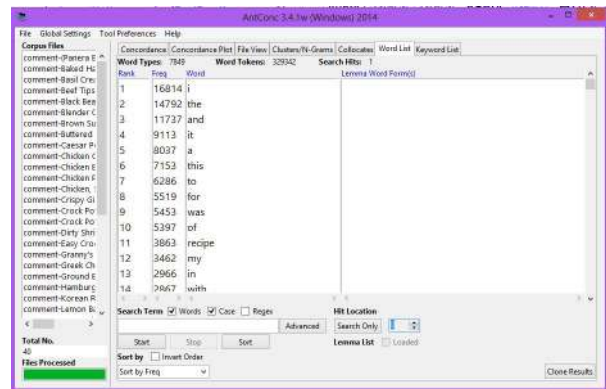 AntConc 3.4.1w (Windows) 2014
File Global Settings Tool Preferences Help
Corpus Files
comment-(Panera B
comment-Baked Ha
comment-Basil Crea
comment-Beef Tips
comment-Black Bea
comment-Blender C
comment-Brown Su
comment-Buttered
comment-Caesar P
comment-Chicken C
comment-Chicken E
comment-Chicken F
comment-Chicken,
comment-Crispy Gi
comment-Crock Po
comment-Crock Po
comment-Dirty Shri
comment-Easy Cro
comment-Granny's
comment-Greek Ch
comment-Ground E
comment-Hamburg
comment-Korean R
comment-Lemon B
Total No.
40
Files Processed
Concordance Concordance Plot File View Clusters/N-Grams Collocates Word List Keyword List
Word Types: 7849 Word Tokens: 329342 Search Hits: 1
Rank Freq Word Lemma Word Form(s)
1 16814 i
2 14792 the
3 11737 and
4 9113 it
5 8037 a
6 7153 this
7 6286 to
8 5519 for
9 5453 was
10 5397 of
11 3863 recipe
12 3462 my
13 2966 in
14 2867 with
Search Term Words Case Regex Hit Location
Advanced Search Only
Start Stop Sort Lemma List Loaded
Sort by Invert Order
Sort by Freq Clone Results